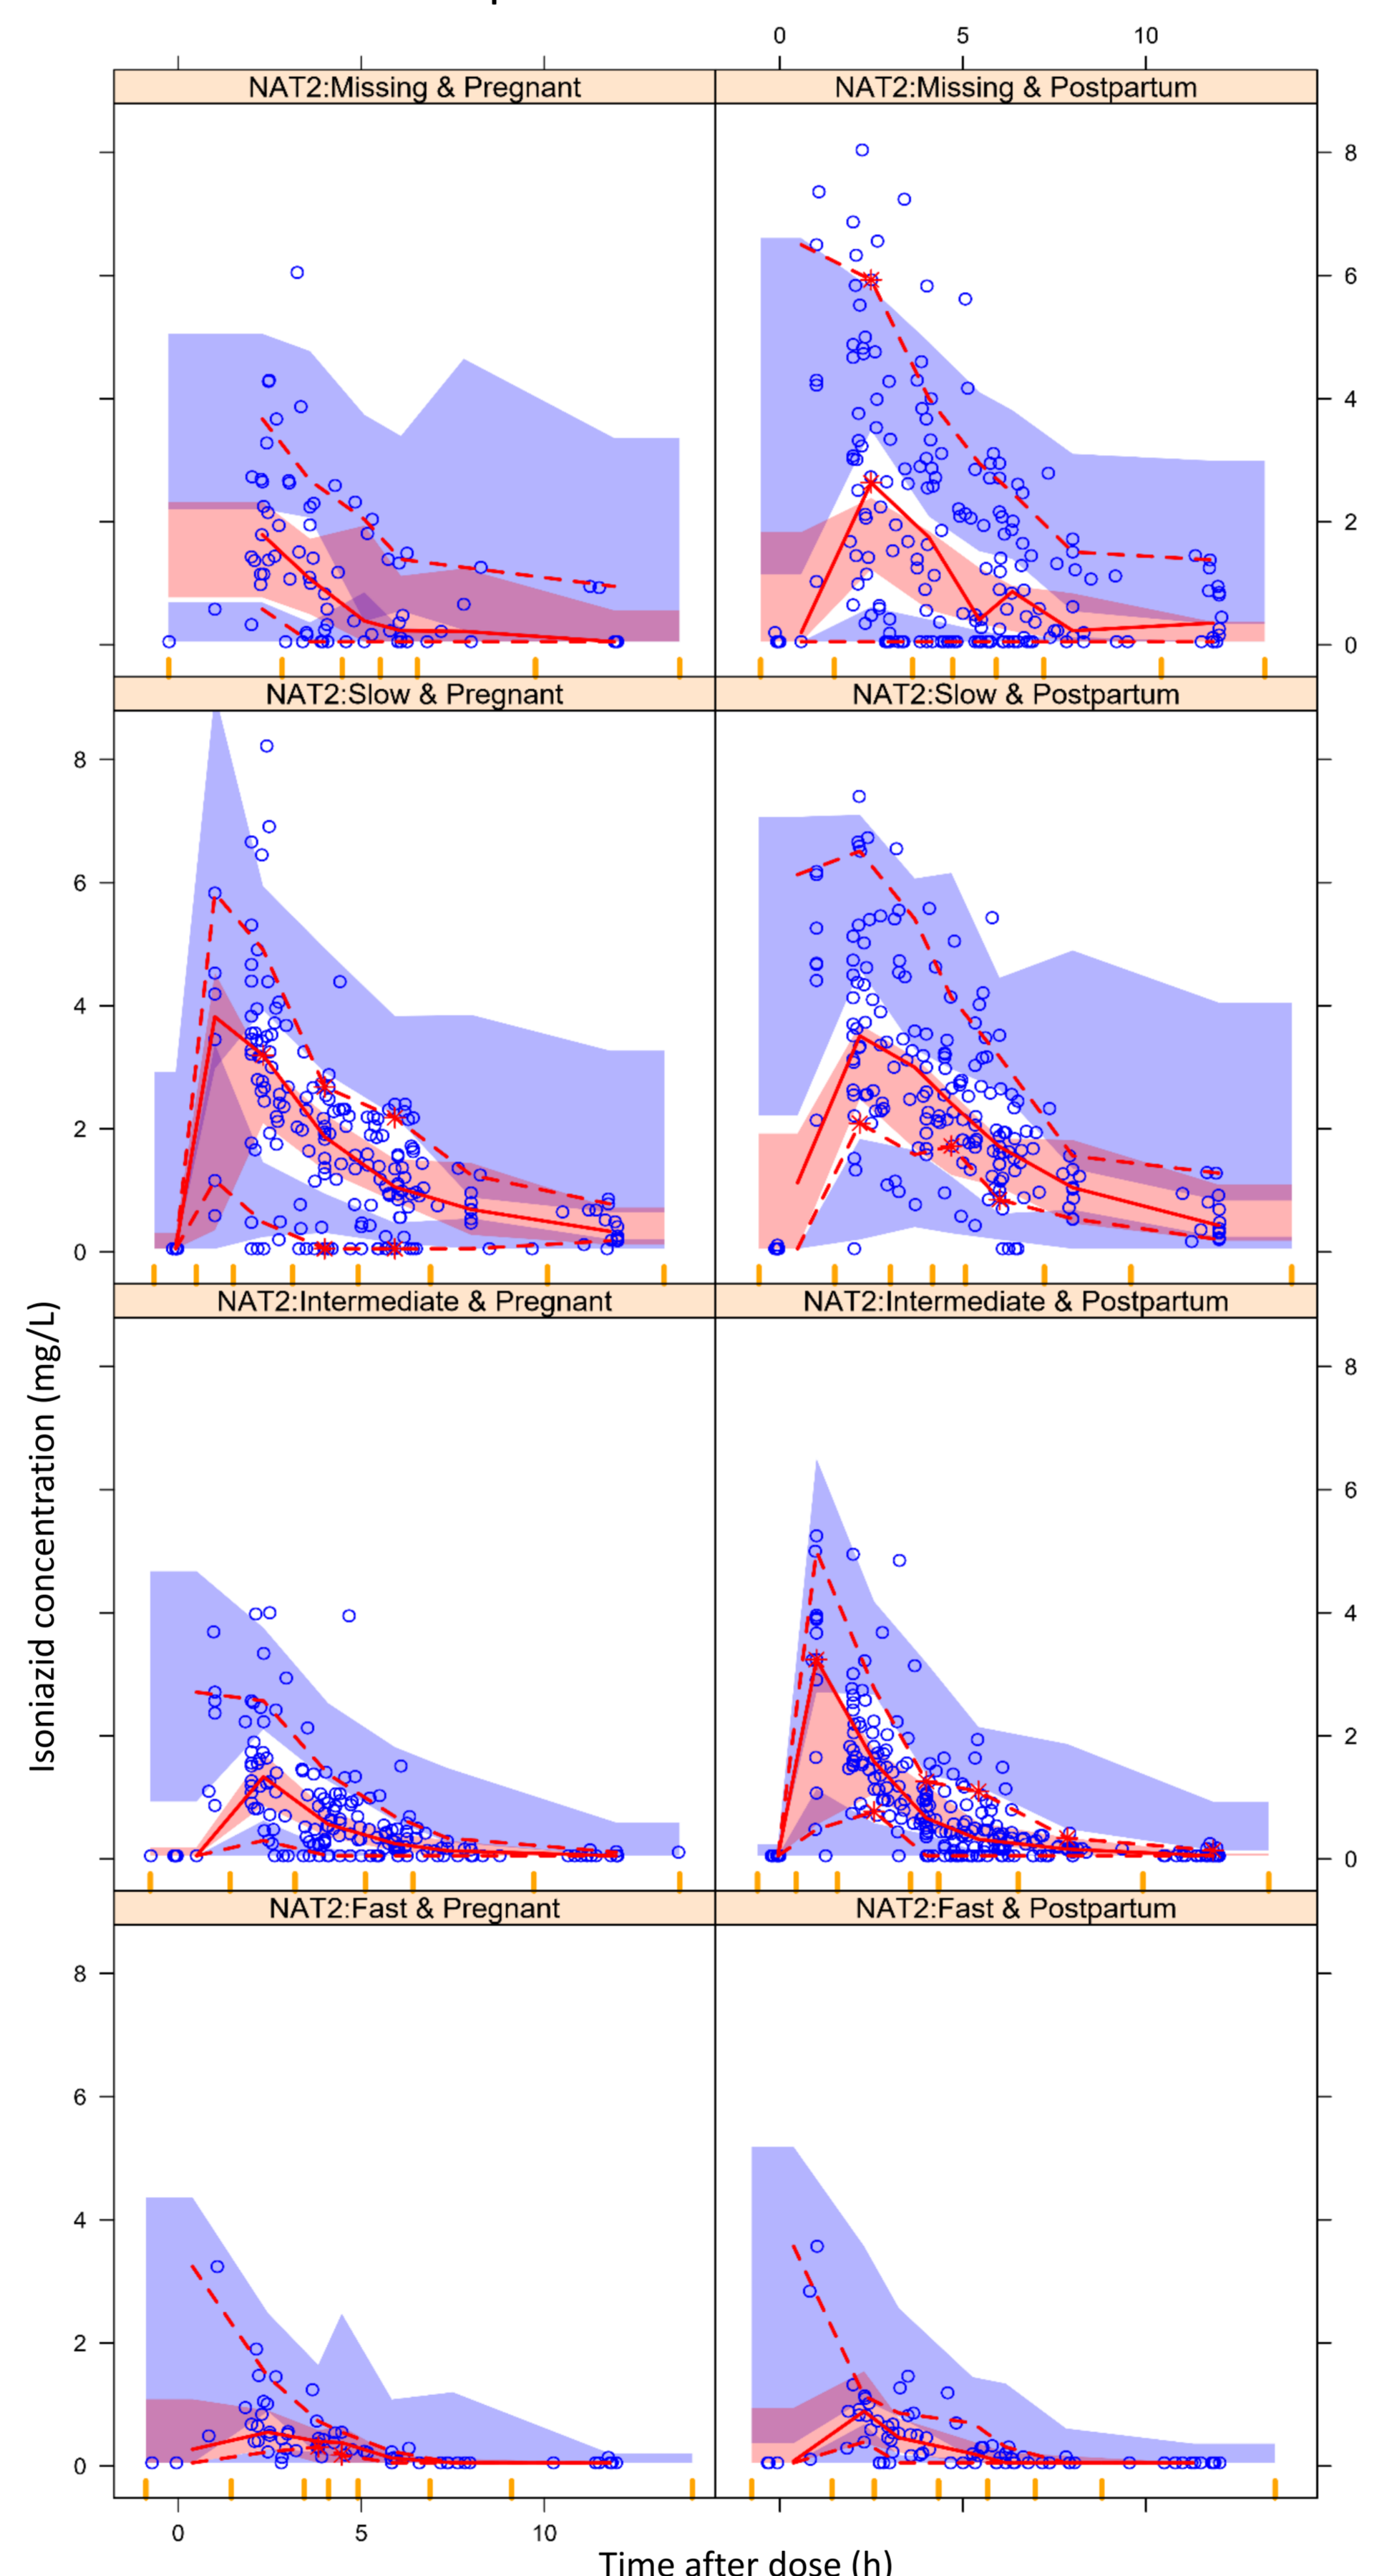 0 5 10
NAT2:Missing & Pregnant NAT2:Missing & Postpartum
8
6
4
2
0
NAT2:Slow & Pregnant NAT2:Slow & Postpartum
8
6
4
2
0
NAT2:Intermediate & Pregnant NAT2:Intermediate & Postpartum
8
6
4
2
0
Isoniazid concentration (mg/L)
NAT2:Fast & Pregnant NAT2:Fast & Postpartum
8
6
4
2
0
0 5 10
Time after dose (h)